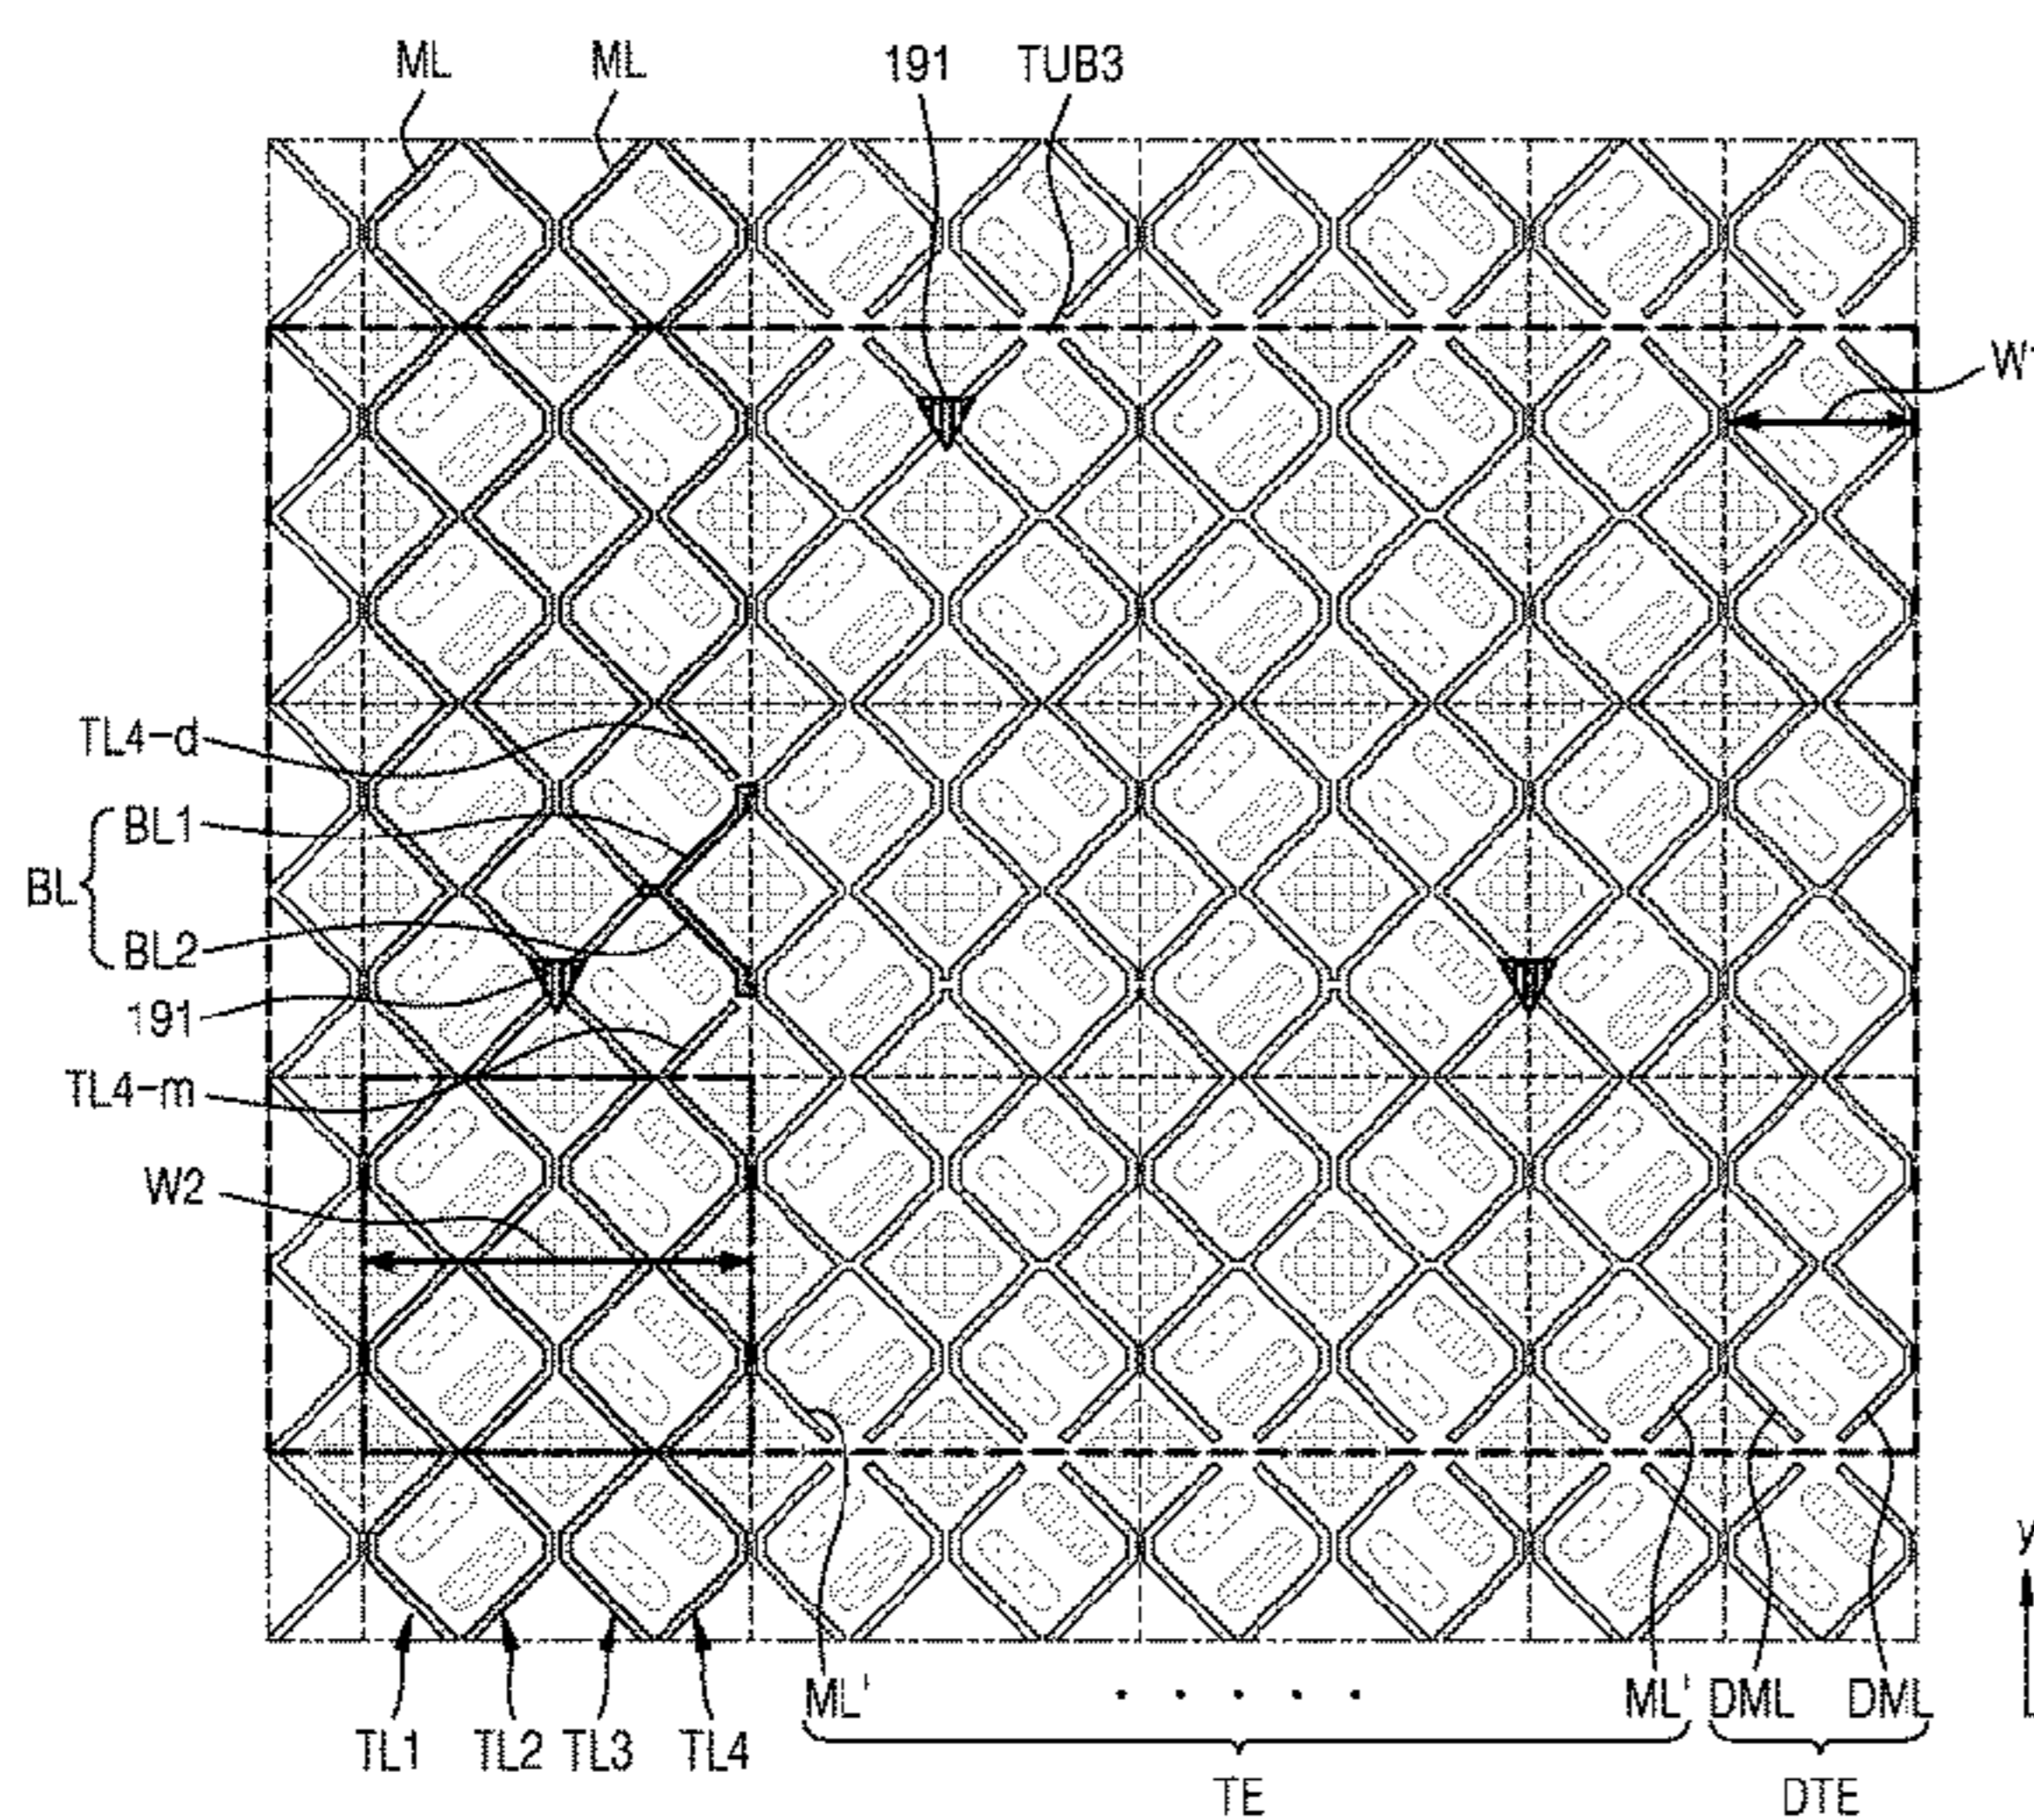 ML ML 191 TUB3
TL4-d
BL1
BL
BL2
191
TL4-m
W2
y
ML' ML' DML DML
TL1 TL2 TL3 TL4
TE DTE